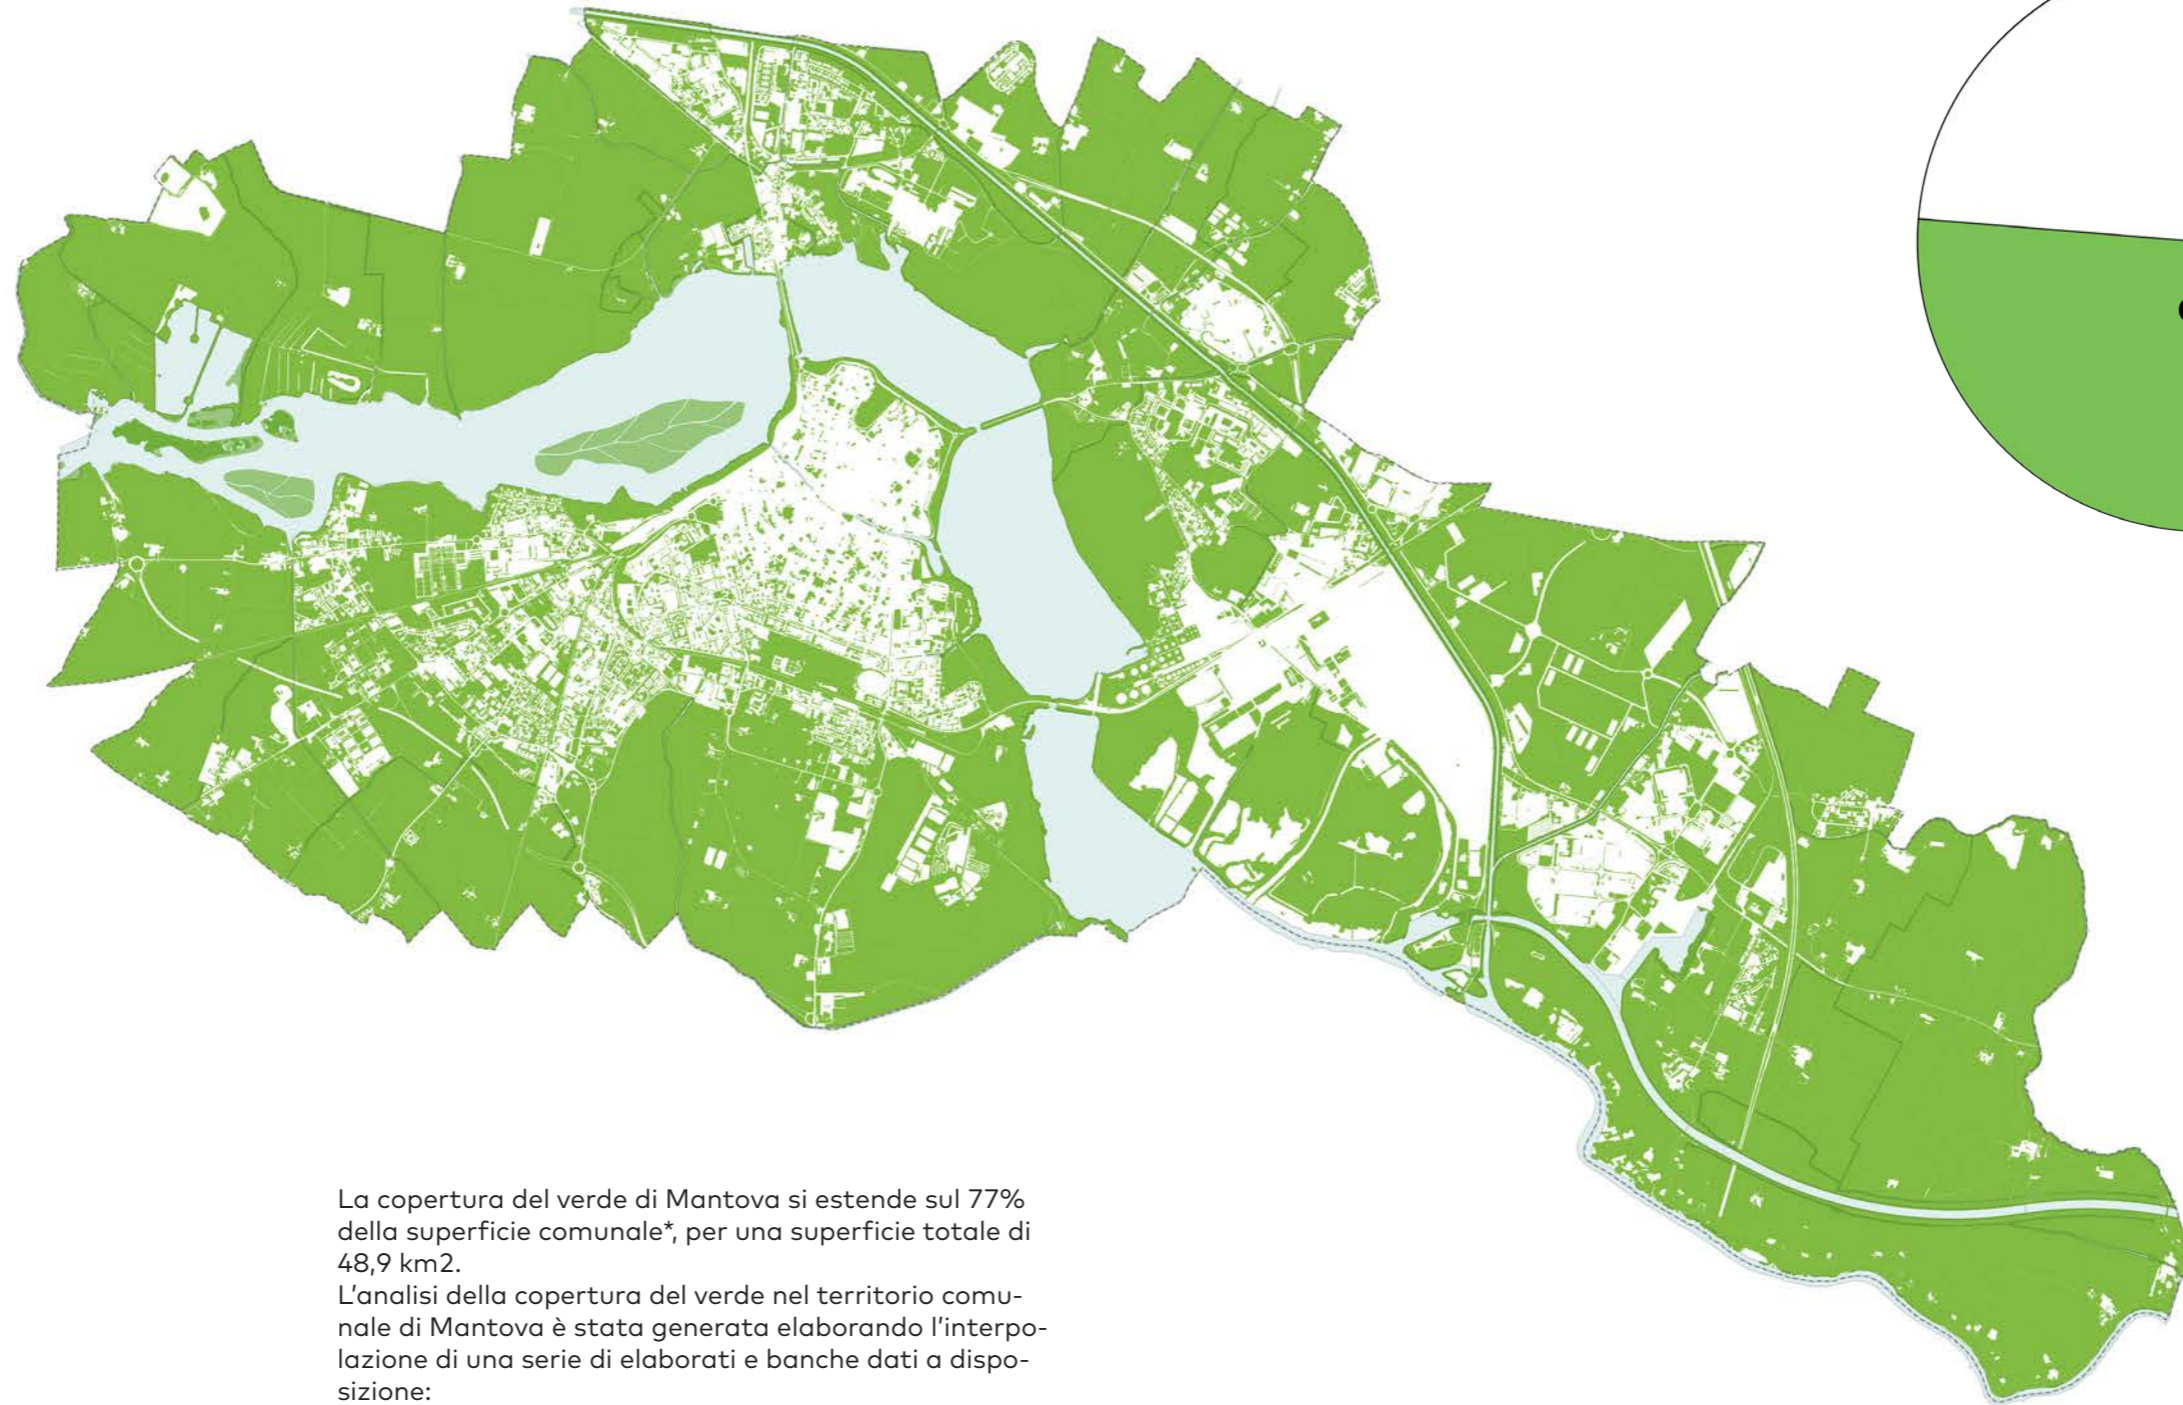 La copertura del verde di Mantova si estende sul 77%
della superficie comunale*, per una superficie totale di
48,9 km2.
L'analisi della copertura del verde nel territorio comu-
nale di Mantova è stata generata elaborando l'interpo-
lazione di una serie di elaborati e banche dati a dispo-
sizione: